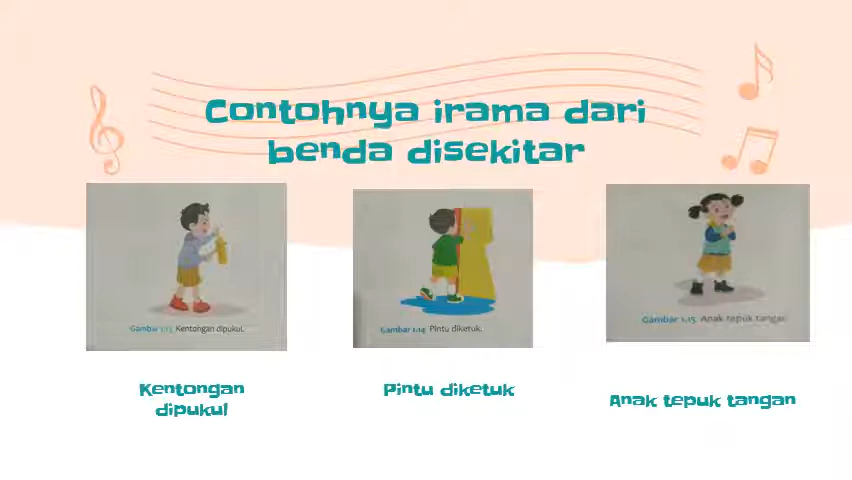 Contohnya irama dari
benda disekitar
Gambar 1.13 Kentongan dipukul.
Gambar 1.14 Pintu diketuk.
Gambar 1.15 Anak tepuk tangan.
Kentongan
dipukul
Pintu diketuk
Anak tepuk tangan